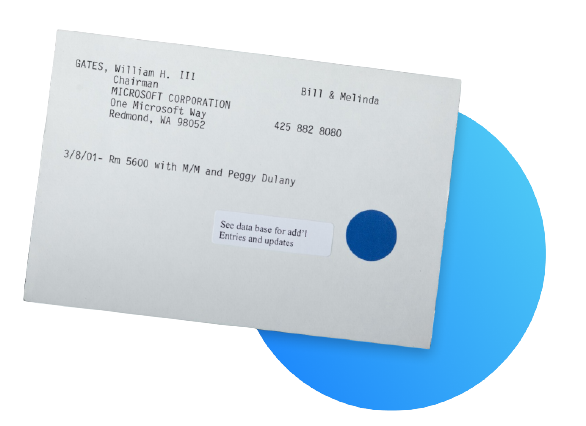 GATES, William H. III
Chairman
MICROSOFT CORPORATION
One Microsoft Way
Redmond, WA 98052
Bill & Melinda
425 882 8080
3/8/01- Rm 5600 with M/M and Peggy Dulany
See data base for add'l
Entries and updates